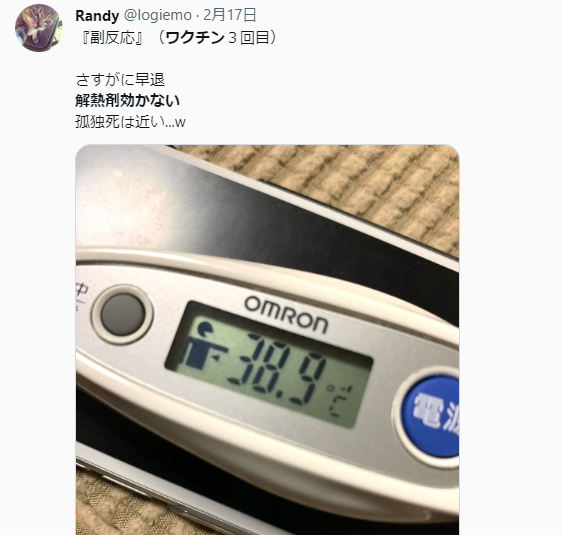 Randy @logiemo · 2月17日
『副反応』（ワクチン３回目）
さすがに早退
解熱剤効かない
孤独死は近い...w
OMRON
38.9℃
電源